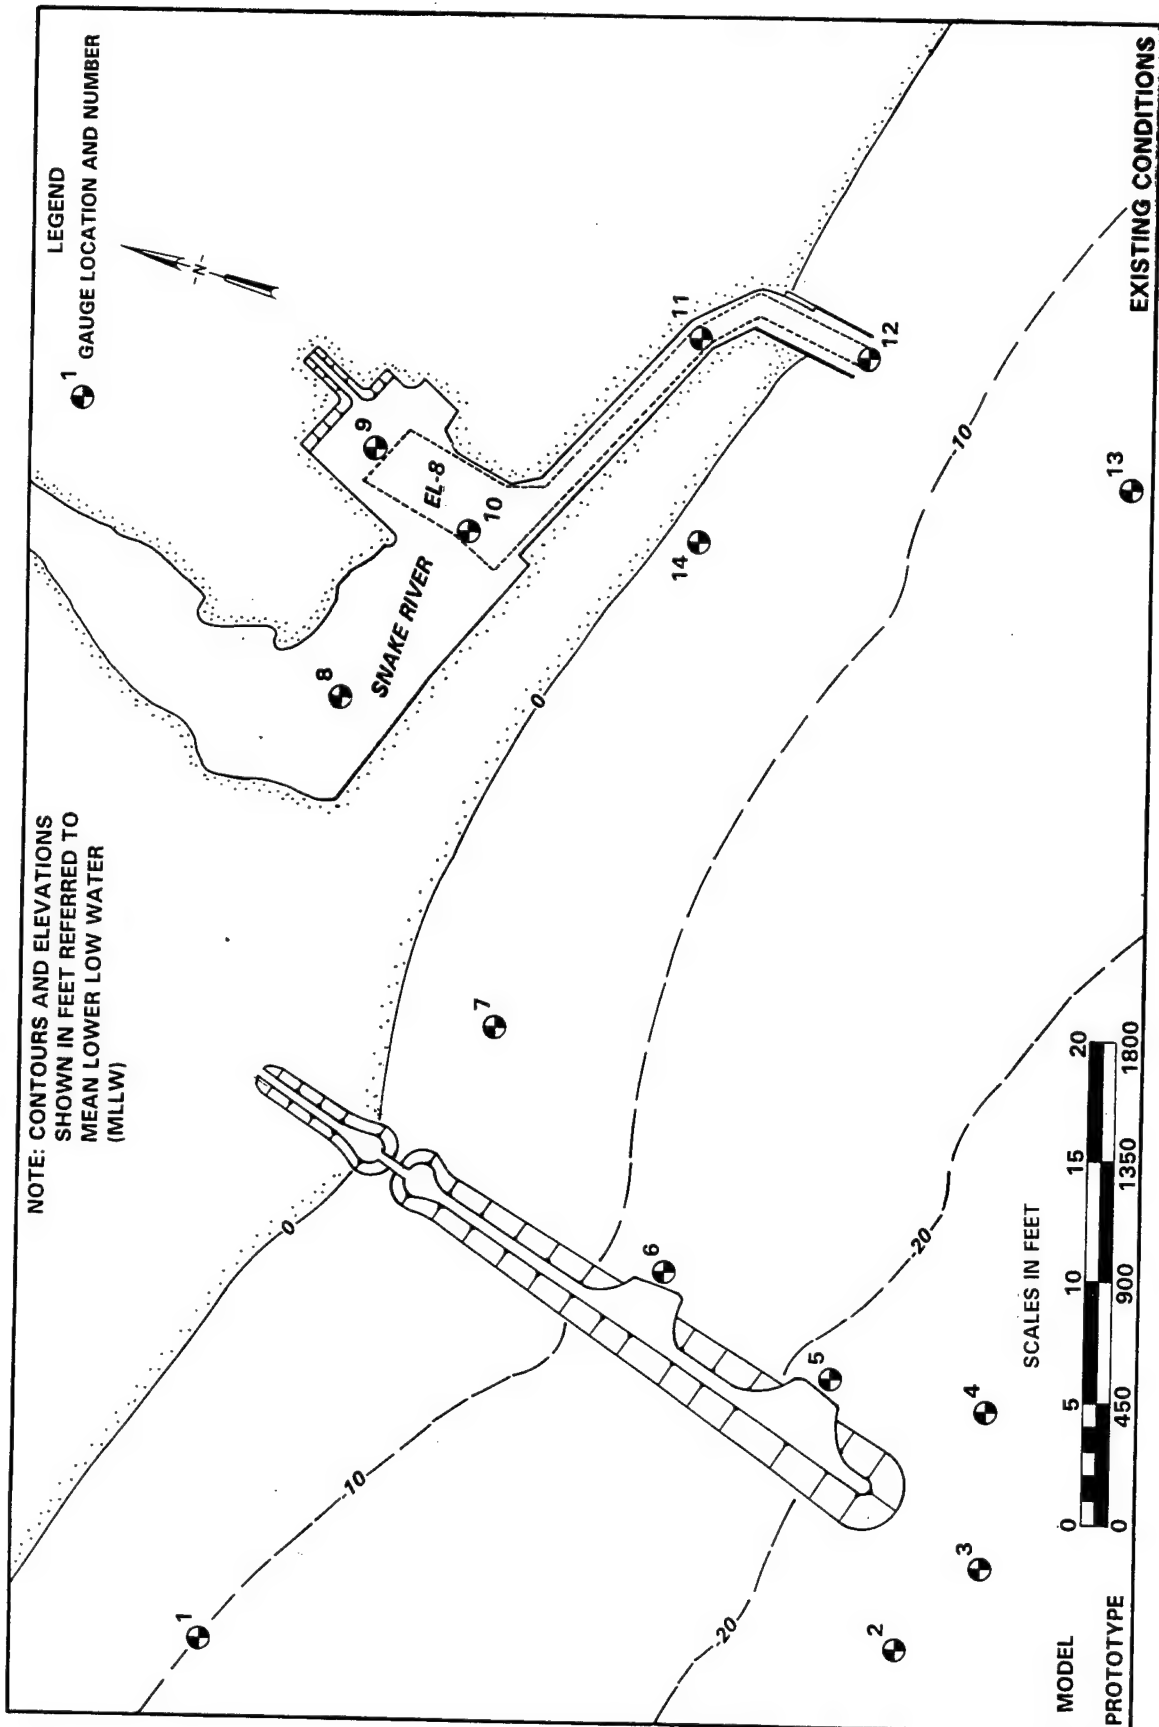 NOTE: CONTOURS AND ELEVATIONS
SHOWN IN FEET REFERRED TO
MEAN LOWER LOW WATER
(MLLW)
LEGEND
1
GAUGE LOCATION AND NUMBER
-N-
0
0
-10
-10
-20
-20
SNAKE RIVER
EL-8
1
2
3
4
5
6
7
8
9
10
11
12
13
14
SCALES IN FEET
MODEL
0 5 10 15 20
PROTOTYPE
0 450 900 1350 1800
EXISTING CONDITIONS